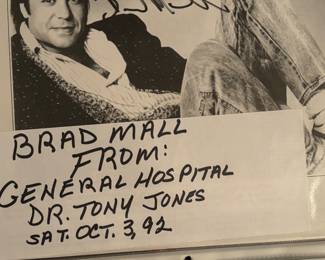 BRAD MALL
FROM:
GENERAL HOSPITAL
DR. TONY JONES
SAT. OCT. 3, 92